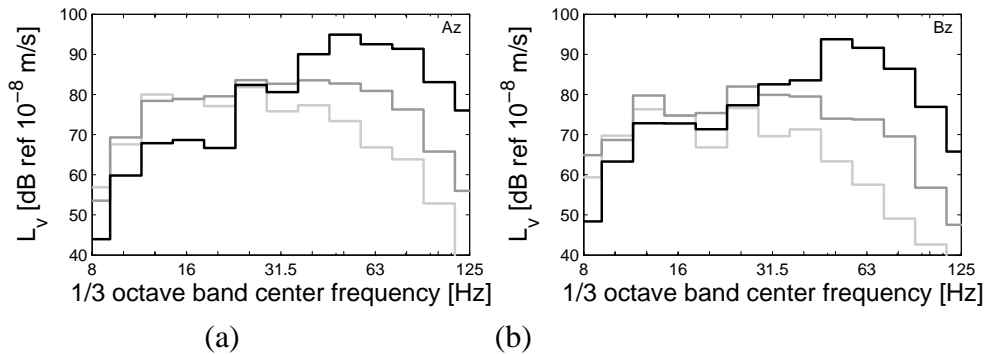 100
90
80
70
60
50
40
L_v [dB ref 10^-8 m/s]
Az
8 16 31.5 63 125
1/3 octave band center frequency [Hz]
(a)
100
90
80
70
60
50
40
L_v [dB ref 10^-8 m/s]
Bz
8 16 31.5 63 125
1/3 octave band center frequency [Hz]
(b)